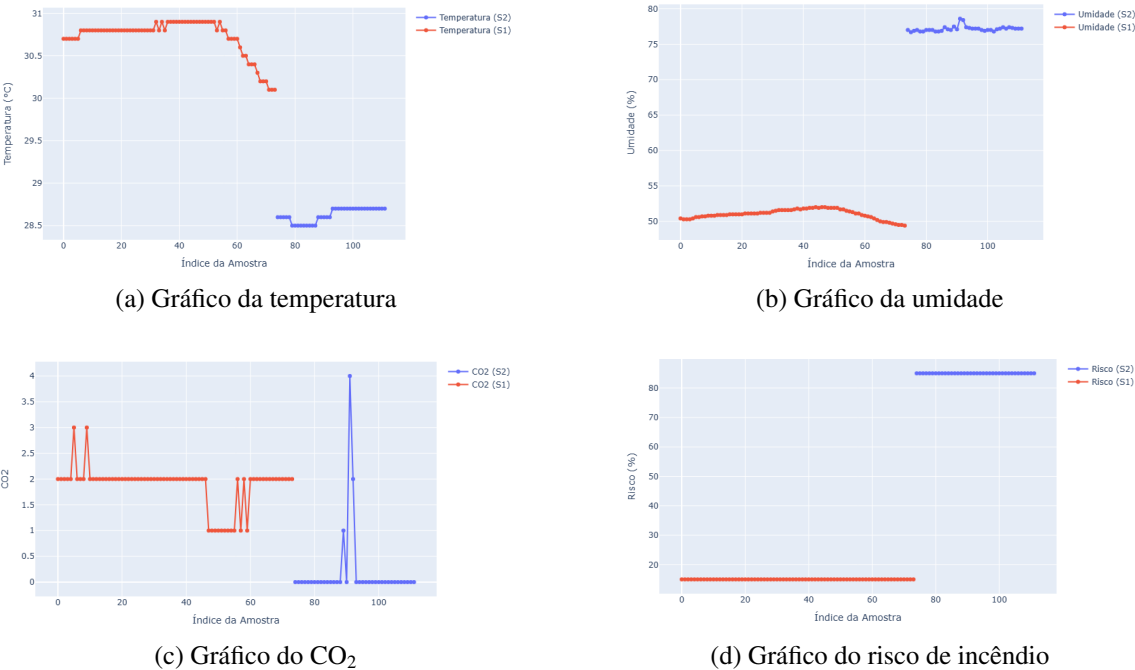 31
30.5
30
29.5
29
28.5
0
20
40
60
80
100
Temperatura (°C)
Índice da Amostra
Temperatura (S2)
Temperatura (S1)
(a) Gráfico da temperatura
80
75
70
65
60
55
50
0
20
40
60
80
100
Umidade (%)
Índice da Amostra
Umidade (S2)
Umidade (S1)
(b) Gráfico da umidade
4
3.5
3
2.5
2
1.5
1
0.5
0
0
20
40
60
80
100
CO2
Índice da Amostra
CO2 (S2)
CO2 (S1)
(c) Gráfico do CO₂
80
70
60
50
40
30
20
0
20
40
60
80
100
Risco (%)
Índice da Amostra
Risco (S2)
Risco (S1)
(d) Gráfico do risco de incêndio